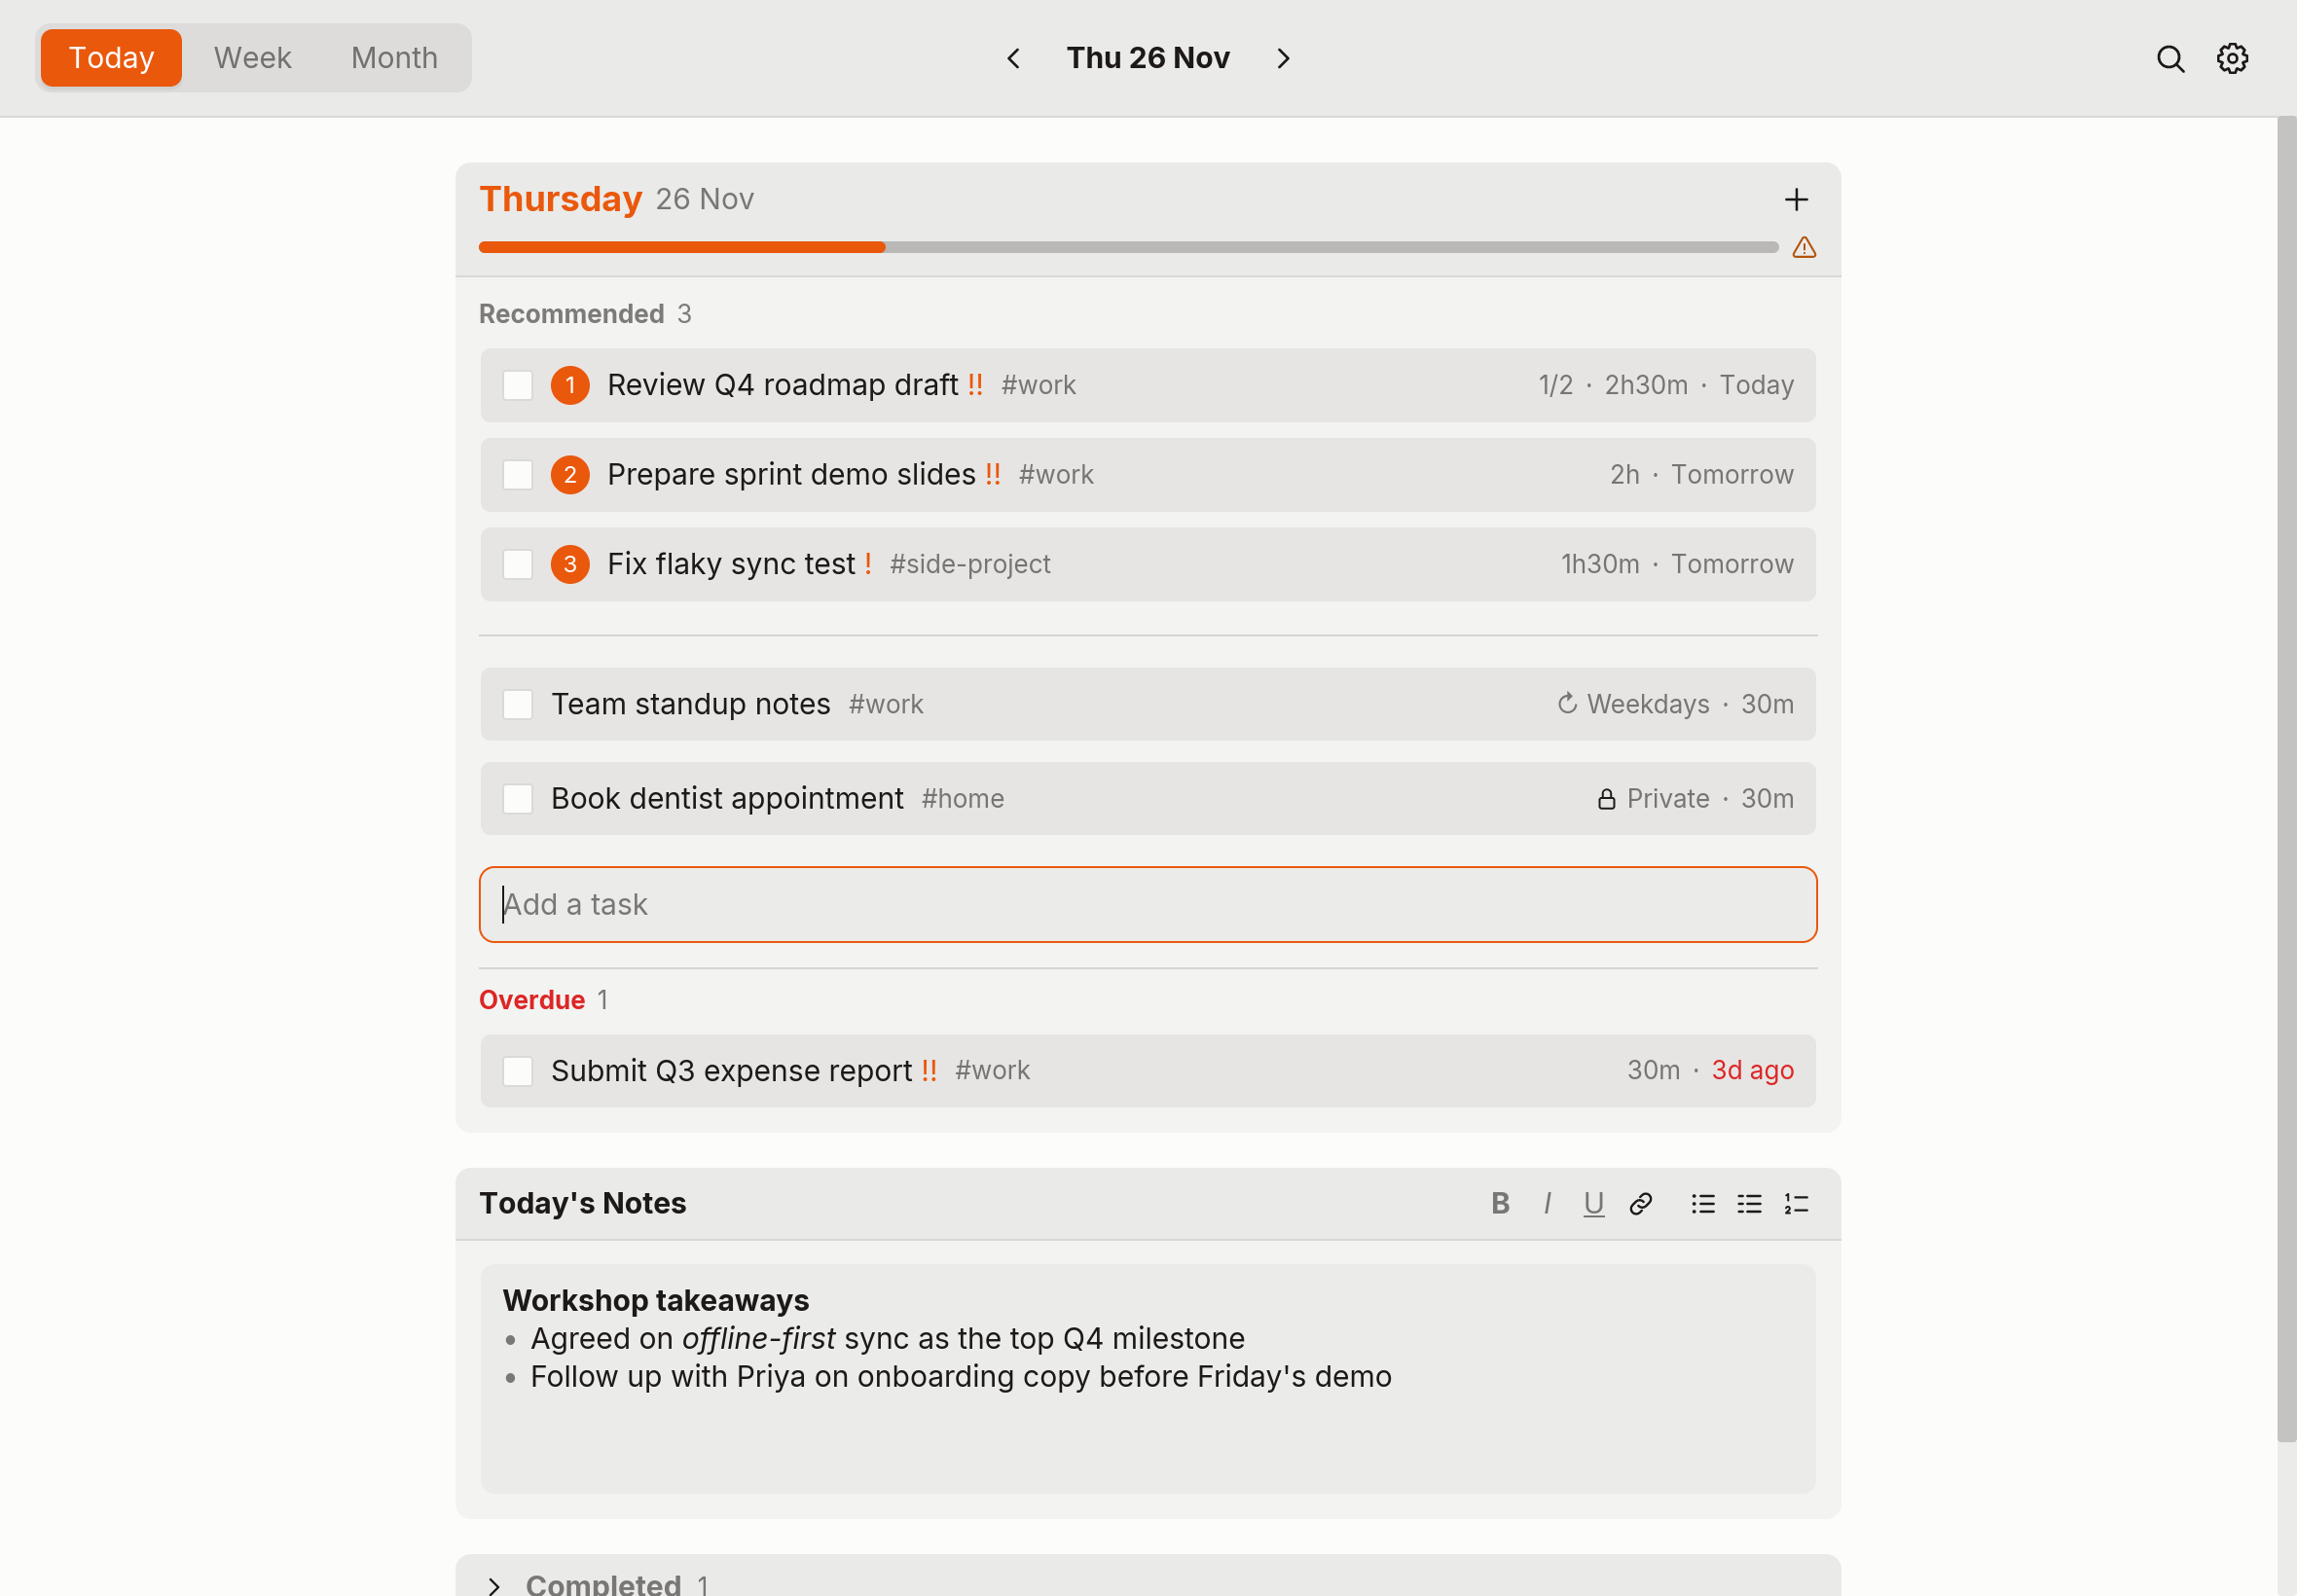 Today Week Month < Thu 26 Nov >
Thursday 26 Nov
Recommended 3
1 Review Q4 roadmap draft !! #work 1/2 · 2h30m · Today
2 Prepare sprint demo slides !! #work 2h · Tomorrow
3 Fix flaky sync test ! #side-project 1h30m · Tomorrow
Team standup notes #work Weekdays · 30m
Book dentist appointment #home Private · 30m
Add a task
Overdue 1
Submit Q3 expense report !! #work 30m · 3d ago
Today's Notes B I U
Workshop takeaways
• Agreed on offline-first sync as the top Q4 milestone
• Follow up with Priya on onboarding copy before Friday's demo
Completed 1